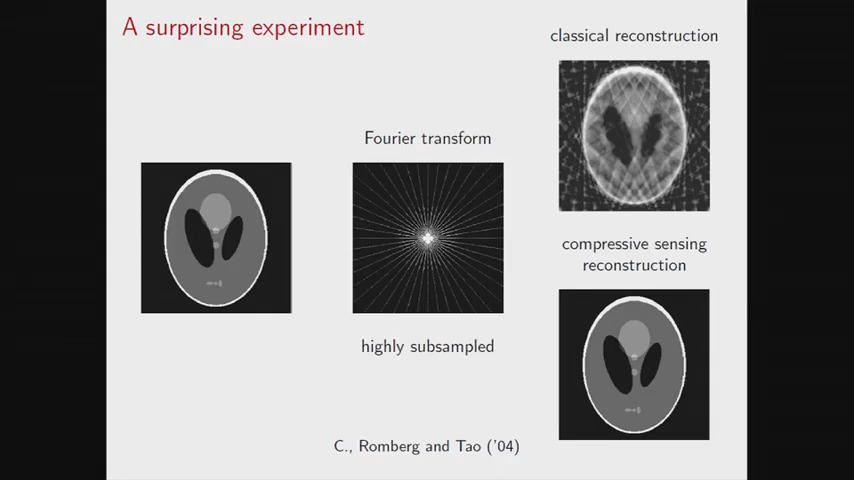 A surprising experiment
classical reconstruction
Fourier transform
compressive sensing
reconstruction
highly subsampled
C., Romberg and Tao ('04)